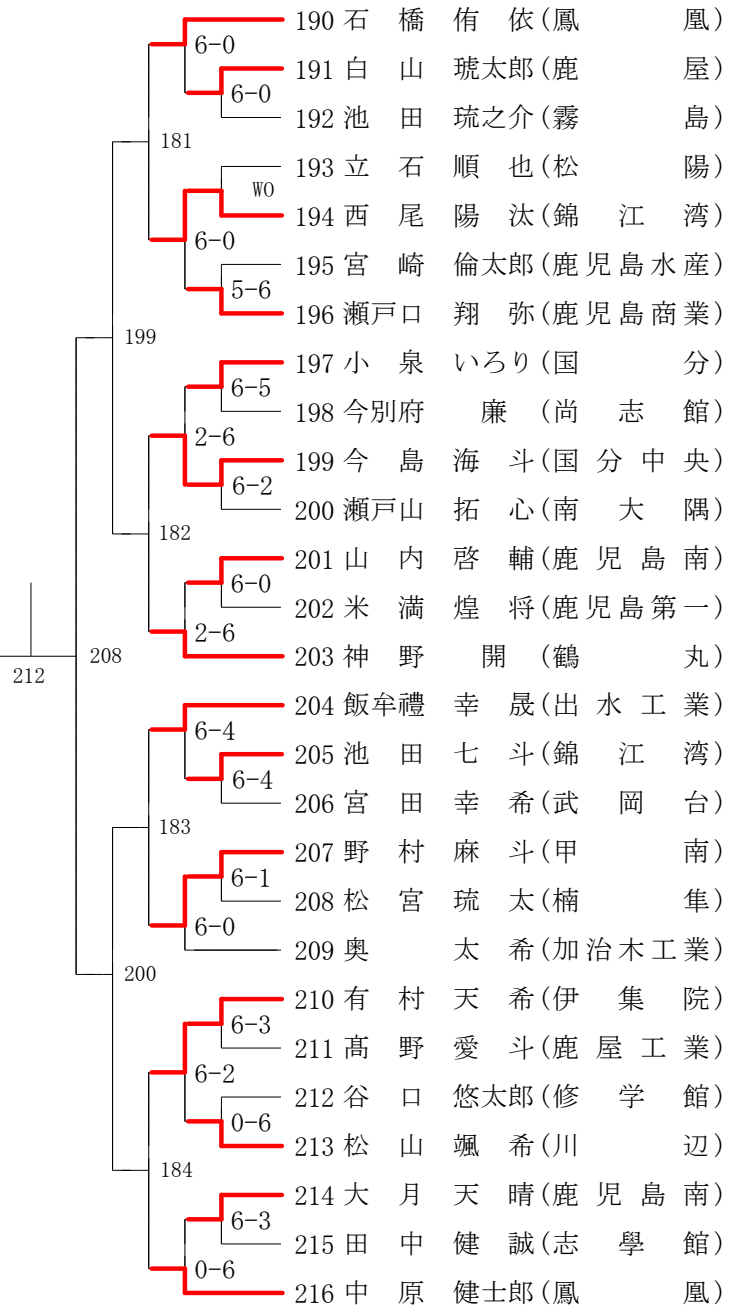 190 石橋侑依(鳳凰)
6-0
191 白山琥太郎(鹿屋)
6-0
192 池田琉之介(霧島)
181
193 立石順也(松陽)
WO
194 西尾陽汰(錦江湾)
6-0
195 宮崎倫太郎(鹿児島水産)
5-6
196 瀬戸口翔弥(鹿児島商業)
199
197 小泉いろり(国分)
6-5
198 今別府廉(尚志館)
2-6
199 今島海斗(国分中央)
6-2
200 瀬戸山拓心(南大隅)
182
201 山内啓輔(鹿児島南)
6-0
202 米満煌将(鹿児島第一)
2-6
203 神野開(鶴丸)
208
212
204 飯牟禮幸晟(出水工業)
6-4
205 池田七斗(錦江湾)
6-4
206 宮田幸希(武岡台)
183
207 野村麻斗(甲南)
6-1
208 松宮琉太(楠隼)
6-0
209 奥太希(加治木工業)
200
210 有村天希(伊集院)
6-3
211 髙野愛斗(鹿屋工業)
6-2
212 谷口悠太郎(修学館)
0-6
213 松山颯希(川辺)
184
214 大月天晴(鹿児島南)
6-3
215 田中健誠(志學館)
0-6
216 中原健士郎(鳳凰)